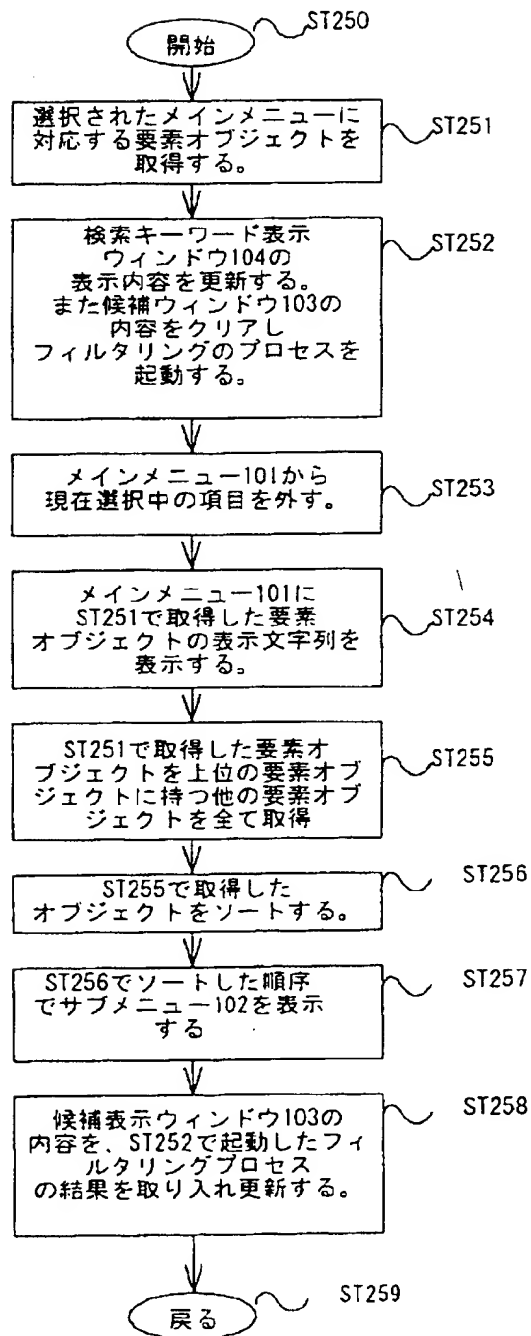 開始
ST250
選択されたメインメニューに
対応する要素オブジェクトを
取得する。
ST251
検索キーワード表示
ウィンドウ104の
表示内容を更新する。
また候補ウィンドウ103の
内容をクリアし
フィルタリングのプロセスを
起動する。
ST252
メインメニュー101から
現在選択中の項目を外す。
ST253
メインメニュー101に
ST251で取得した要素
オブジェクトの表示文字列を
表示する。
ST254
ST251で取得した要素オ
ブジェクトを上位の要素オブ
ジェクトに持つ他の要素オブ
ジェクトを全て取得
ST255
ST255で取得した
オブジェクトをソートする。
ST256
ST256でソートした順序
でサブメニュー102を表示
する
ST257
候補表示ウィンドウ103の
内容を、ST252で起動したフィ
ルタリングプロセス
の結果を取り入れ更新する。
ST258
戻る
ST259